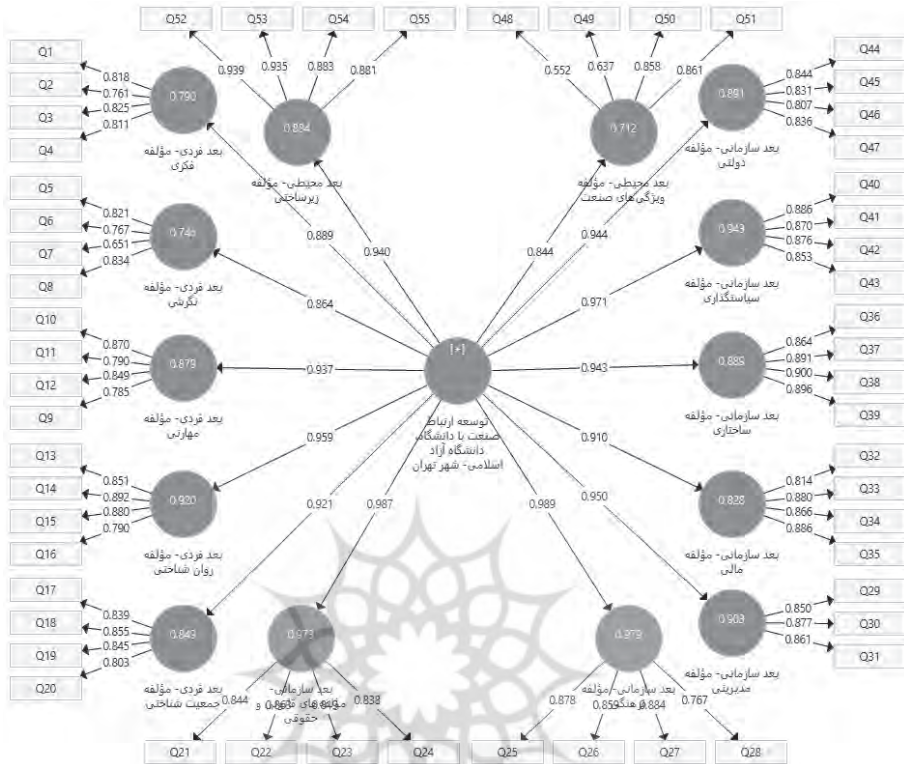 Q52
Q53
Q54
Q55
Q48
Q49
Q50
Q51
0.939
0.935
0.883
0.881
0.552
0.637
0.858
0.861
Q1
Q2
Q3
Q4
0.818
0.761
0.825
0.811
0.790
بعد فردی- مؤلفه
فکری
0.884
بعد محیطی- مؤلفه
زیرساختی
0.712
بعد محیطی- مؤلفه
ویژگی‌های صنعت
0.891
بعد سازمانی- مؤلفه
دولتی
0.844
0.831
0.807
0.836
Q44
Q45
Q46
Q47
Q5
Q6
Q7
Q8
0.821
0.767
0.651
0.834
بعد فردی- مؤلفه
نگرشی
0.889
0.940
0.844
0.944
0.943
بعد سازمانی- مؤلفه
سیاستگذاری
0.886
0.870
0.876
0.853
Q40
Q41
Q42
Q43
0.864
0.971
Q10
Q11
Q12
Q9
0.870
0.790
0.849
0.785
0.879
بعد فردی- مؤلفه
مهارتی
0.937
[+]
توسعه ارتباط
صنعت با دانشگاه،
دانشگاه آزاد
اسلامی- شهر تهران
0.943
بعد سازمانی- مؤلفه
ساختاری
0.864
0.891
0.900
0.896
Q36
Q37
Q38
Q39
Q13
Q14
Q15
Q16
0.851
0.892
0.880
0.790
0.920
بعد فردی- مؤلفه
روان شناختی
0.959
0.921
0.987
0.989
0.950
0.910
0.828
بعد سازمانی- مؤلفه
مالی
0.814
0.880
0.866
0.886
Q32
Q33
Q34
Q35
Q17
Q18
Q19
Q20
0.839
0.855
0.845
0.803
0.849
بعد فردی- مؤلفه
جمعیت شناختی
0.973
بعد سازمانی-
حقوقی
0.979
بعد سازمانی- مؤلفه
فرهنگی
0.903
بعد سازمانی- مؤلفه
مدیریتی
0.850
0.877
0.861
Q29
Q30
Q31
0.844
0.838
0.878
0.859
0.884
0.767
Q21
Q22
Q23
Q24
Q25
Q26
Q27
Q28